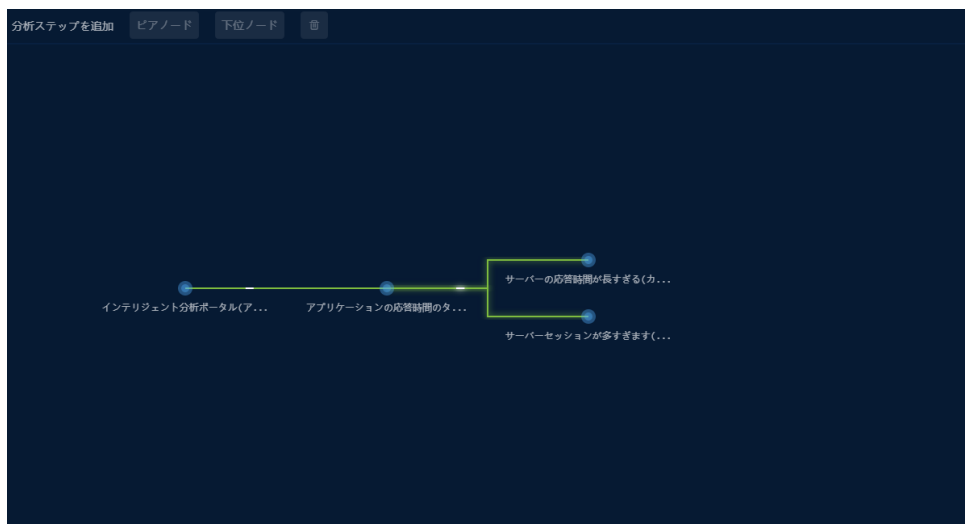 分析ステップを追加 ピアノード 下位ノード
サーバーの応答時間が長すぎる(カ...
インテリジェント分析ポータル(ア... アプリケーションの応答時間のタ...
サーバーセッションが多すぎます(...